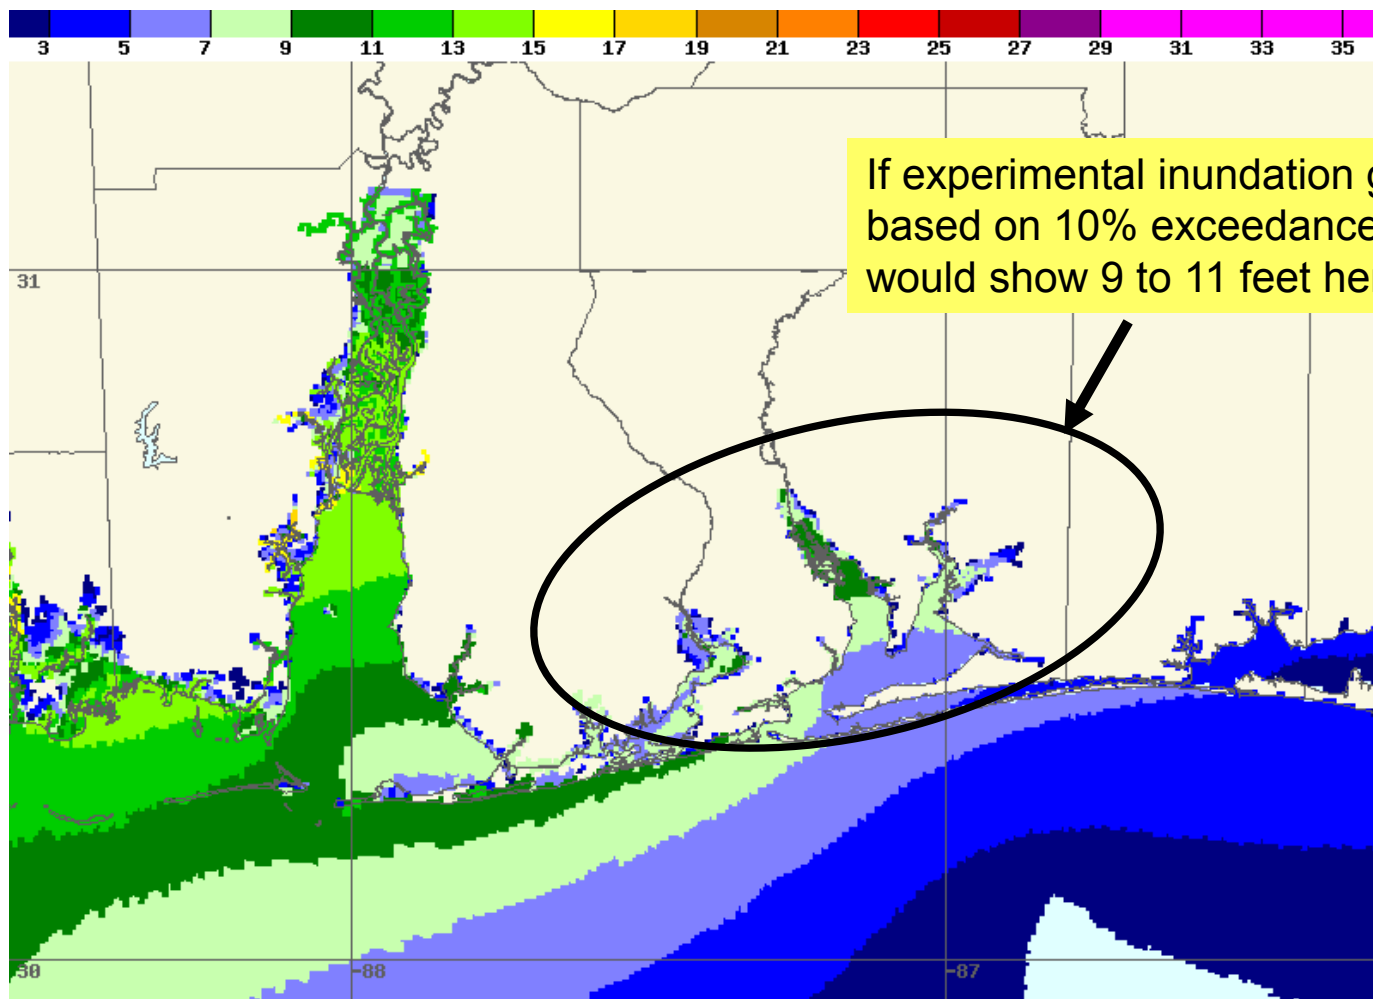 3 5 7 9 11 13 15 17 19 21 23 25 27 29 31 33 35
If experimental inundation
based on 10% exceedance
would show 9 to 11 feet
31
30 -88 -87